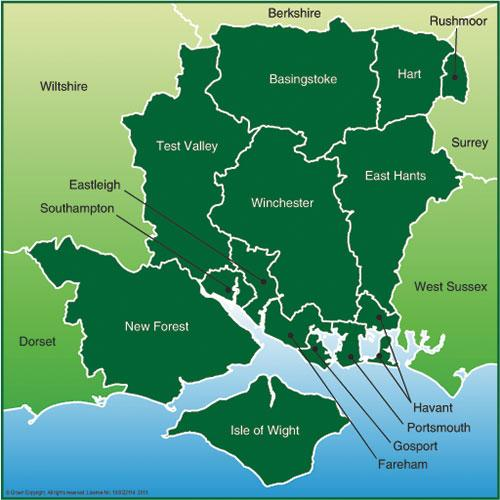 Berkshire
Rushmoor
Basingstoke
Hart
Wiltshire
Test Valley
Surrey
East Hants
Eastleigh
Winchester
Southampton
West Sussex
New Forest
Dorset
Havant
Portsmouth
Isle of Wight
Gosport
Fareham